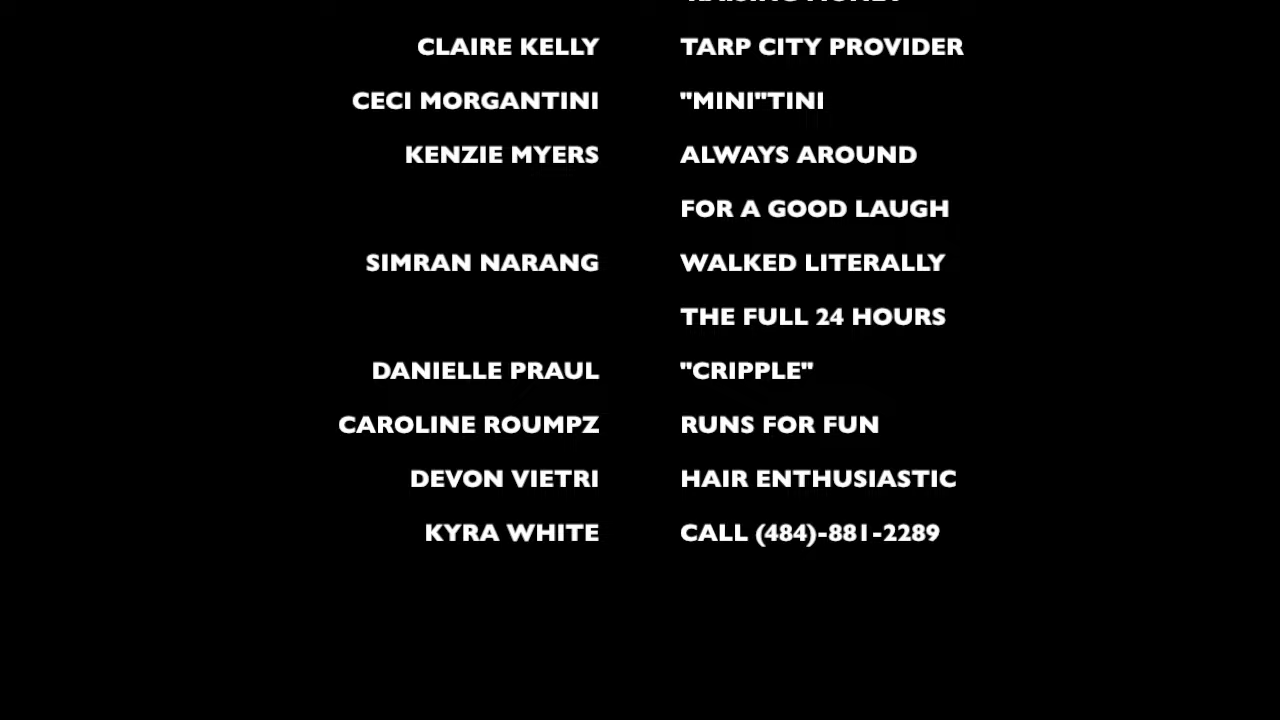 CLAIRE KELLY TARP CITY PROVIDER
CECI MORGANTINI "MINI"TINI
KENZIE MYERS ALWAYS AROUND
FOR A GOOD LAUGH
SIMRAN NARANG WALKED LITERALLY
THE FULL 24 HOURS
DANIELLE PRAUL "CRIPPLE"
CAROLINE ROUMPZ RUNS FOR FUN
DEVON VIETRI HAIR ENTHUSIASTIC
KYRA WHITE CALL (484)-881-2289